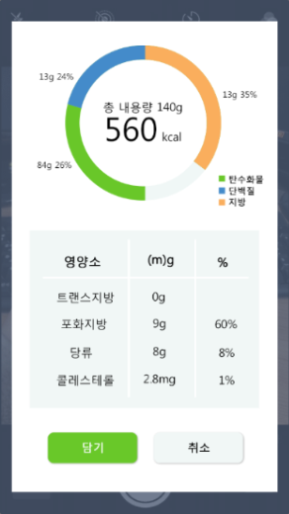 13g 24%
13g 35%
총 내용량 140g
560 kcal
84g 26%
탄수화물
단백질
지방
영양소 (m)g %
트랜스지방 0g
포화지방 9g 60%
당류 8g 8%
콜레스테롤 2.8mg 1%
담기 취소